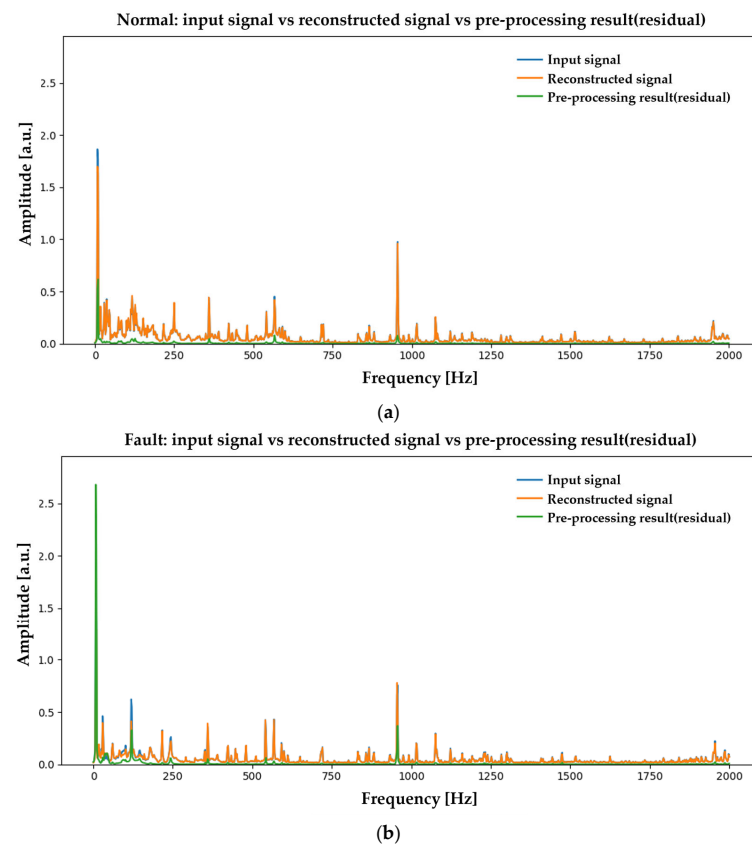 Normal: input signal vs reconstructed signal vs pre-processing result(residual)
Input signal
Reconstructed signal
Pre-processing result(residual)
2.5
2.0
1.5
1.0
0.5
0.0
Amplitude [a.u.]
0 250 500 750 1000 1250 1500 1750 2000
Frequency [Hz]
(a)
Fault: input signal vs reconstructed signal vs pre-processing result(residual)
Input signal
Reconstructed signal
Pre-processing result(residual)
2.5
2.0
1.5
1.0
0.5
0.0
Amplitude [a.u.]
0 250 500 750 1000 1250 1500 1750 2000
Frequency [Hz]
(b)